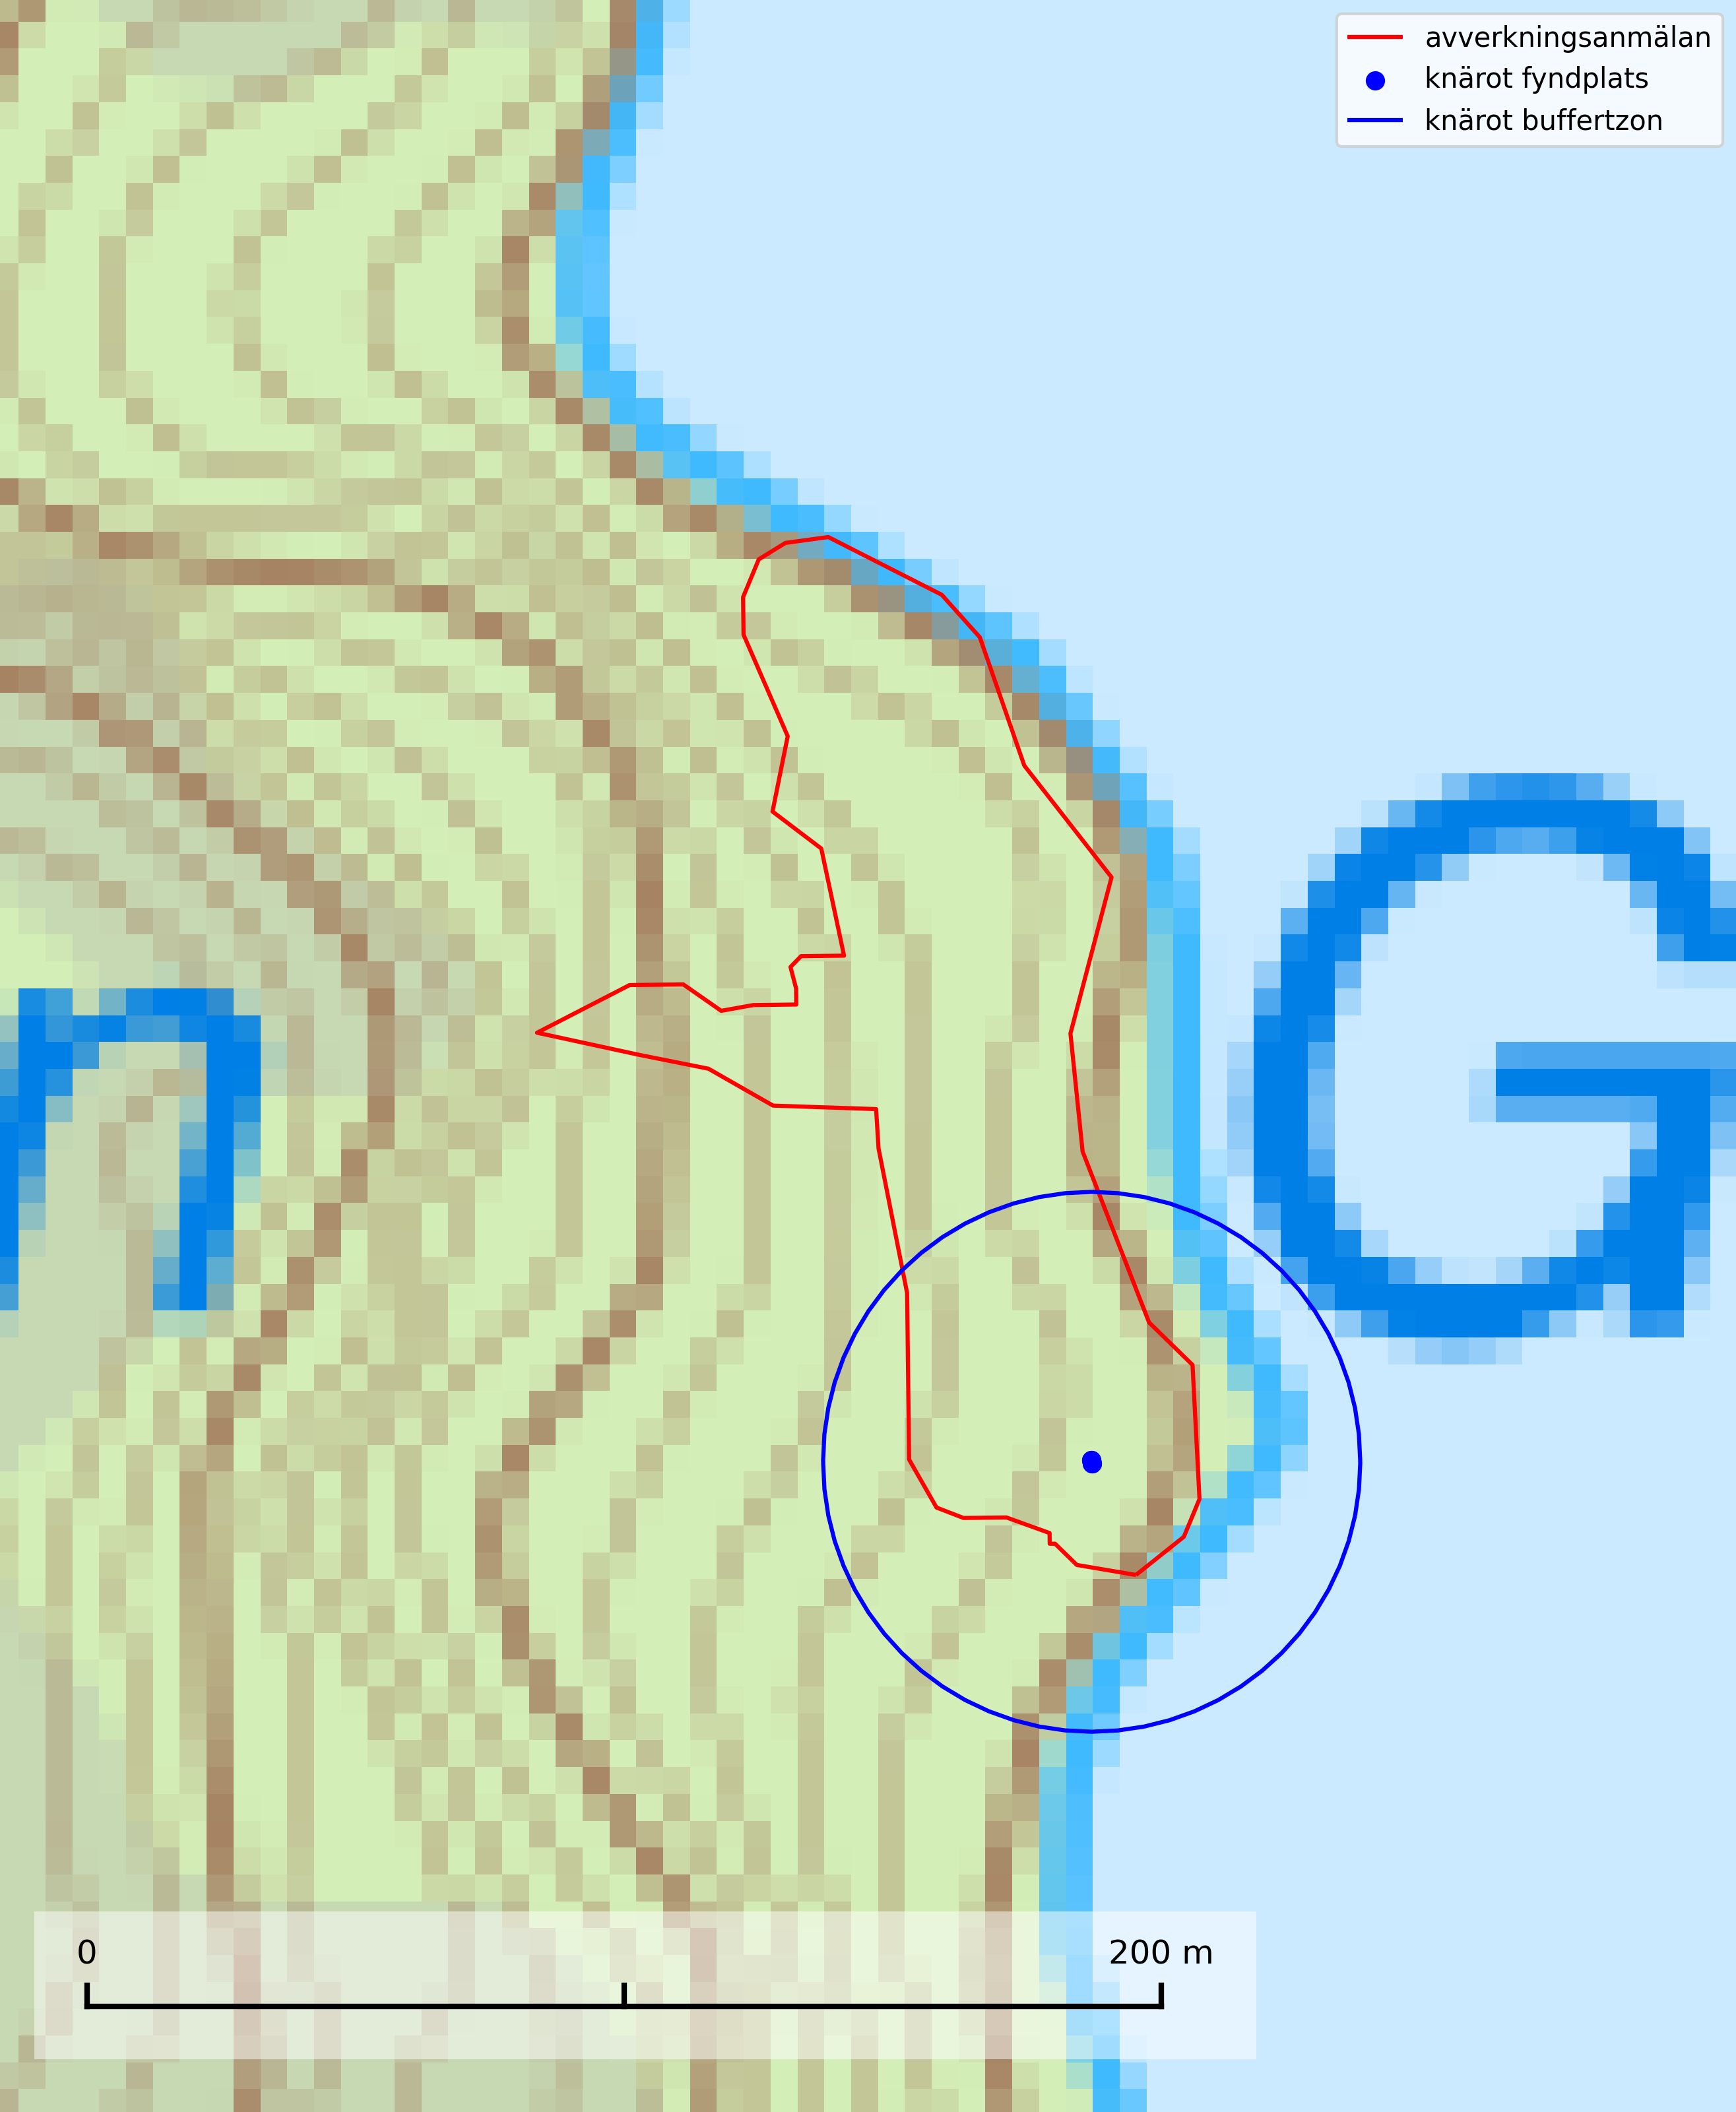 avverkningsanmälan
knärot fyndplats
knärot buffertzon
G
n
0
200 m